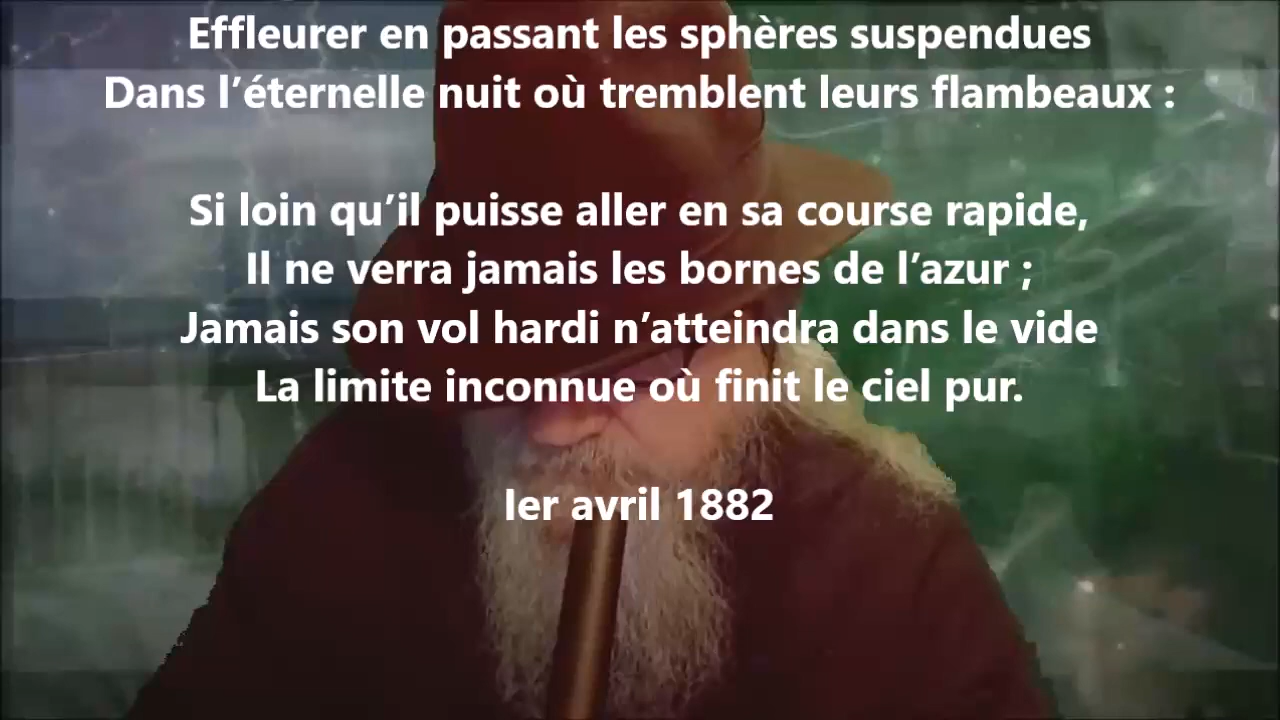 Effleurer en passant les sphères suspendues
Dans l’éternelle nuit où tremblent leurs flambeaux :
Si loin qu’il puisse aller en sa course rapide,
Il ne verra jamais les bornes de l’azur ;
Jamais son vol hardi n’atteindra dans le vide
La limite inconnue où finit le ciel pur.
Ier avril 1882